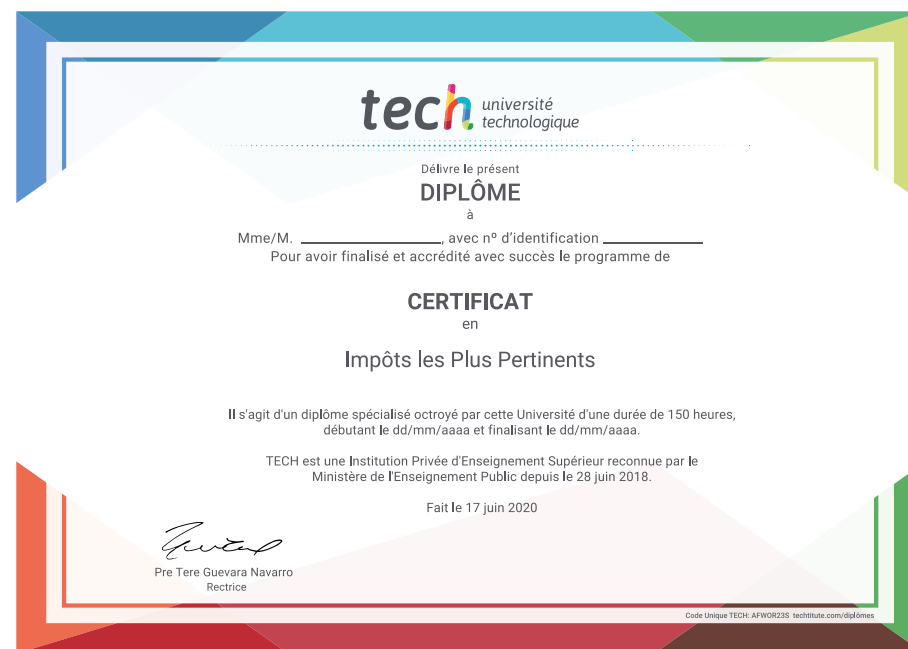 tech université
technologique
Délivre le présent
DIPLÔME
à
Mme/M. ____________________, avec nº d'identification ______________
Pour avoir finalisé et accrédité avec succès le programme de
CERTIFICAT
en
Impôts les Plus Pertinents
Il s'agit d'un diplôme spécialisé octroyé par cette Université d'une durée de 150 heures,
débutant le dd/mm/aaaa et finalisant le dd/mm/aaaa.
TECH est une Institution Privée d'Enseignement Supérieur reconnue par le
Ministère de l'Enseignement Public depuis le 28 juin 2018.
Fait le 17 juin 2020
Pre Tere Guevara Navarro
Rectrice
Code Unique TECH: AFWOR23S techtitute.com/diplômes